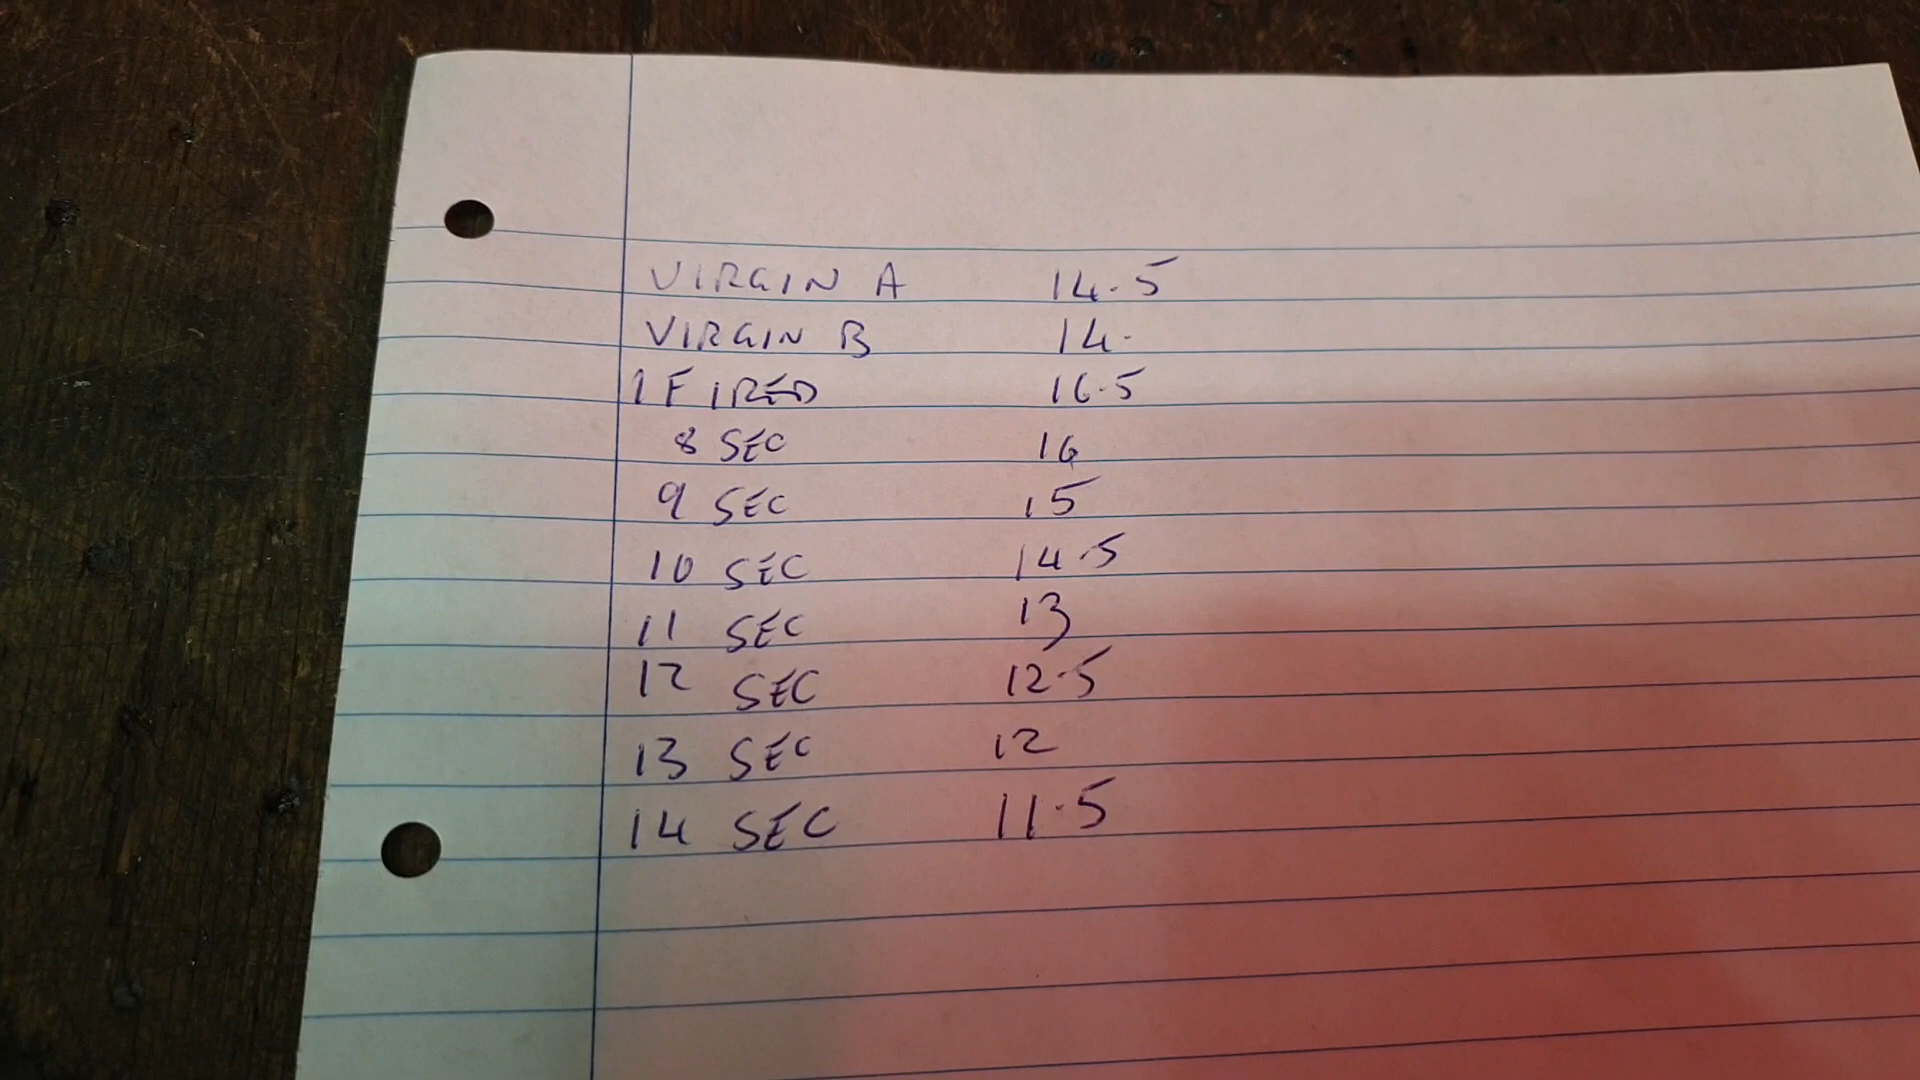 VIRGIN A 14.5
VIRGIN B 14.
1 FIRED 16.5
8 SEC 16
9 SEC 15
10 SEC 14.5
11 SEC 13
12 SEC 12.5
13 SEC 12
14 SEC 11.5